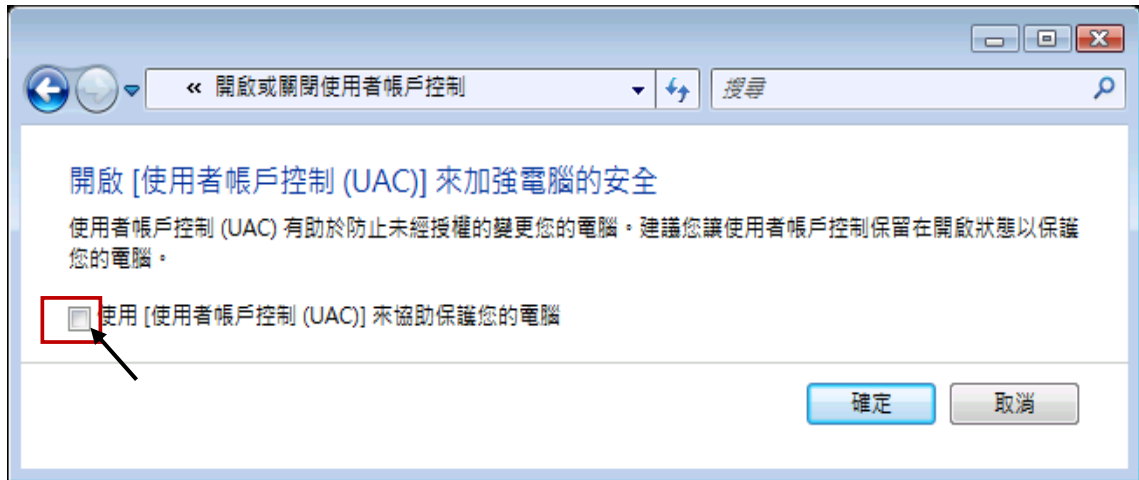 « 開啟或關閉使用者帳戶控制
搜尋
開啟 [使用者帳戶控制 (UAC)] 來加強電腦的安全
使用者帳戶控制 (UAC) 有助於防止未經授權的變更您的電腦。建議您讓使用者帳戶控制保留在開啟狀態以保護
您的電腦。
使用 [使用者帳戶控制 (UAC)] 來協助保護您的電腦
確定
取消